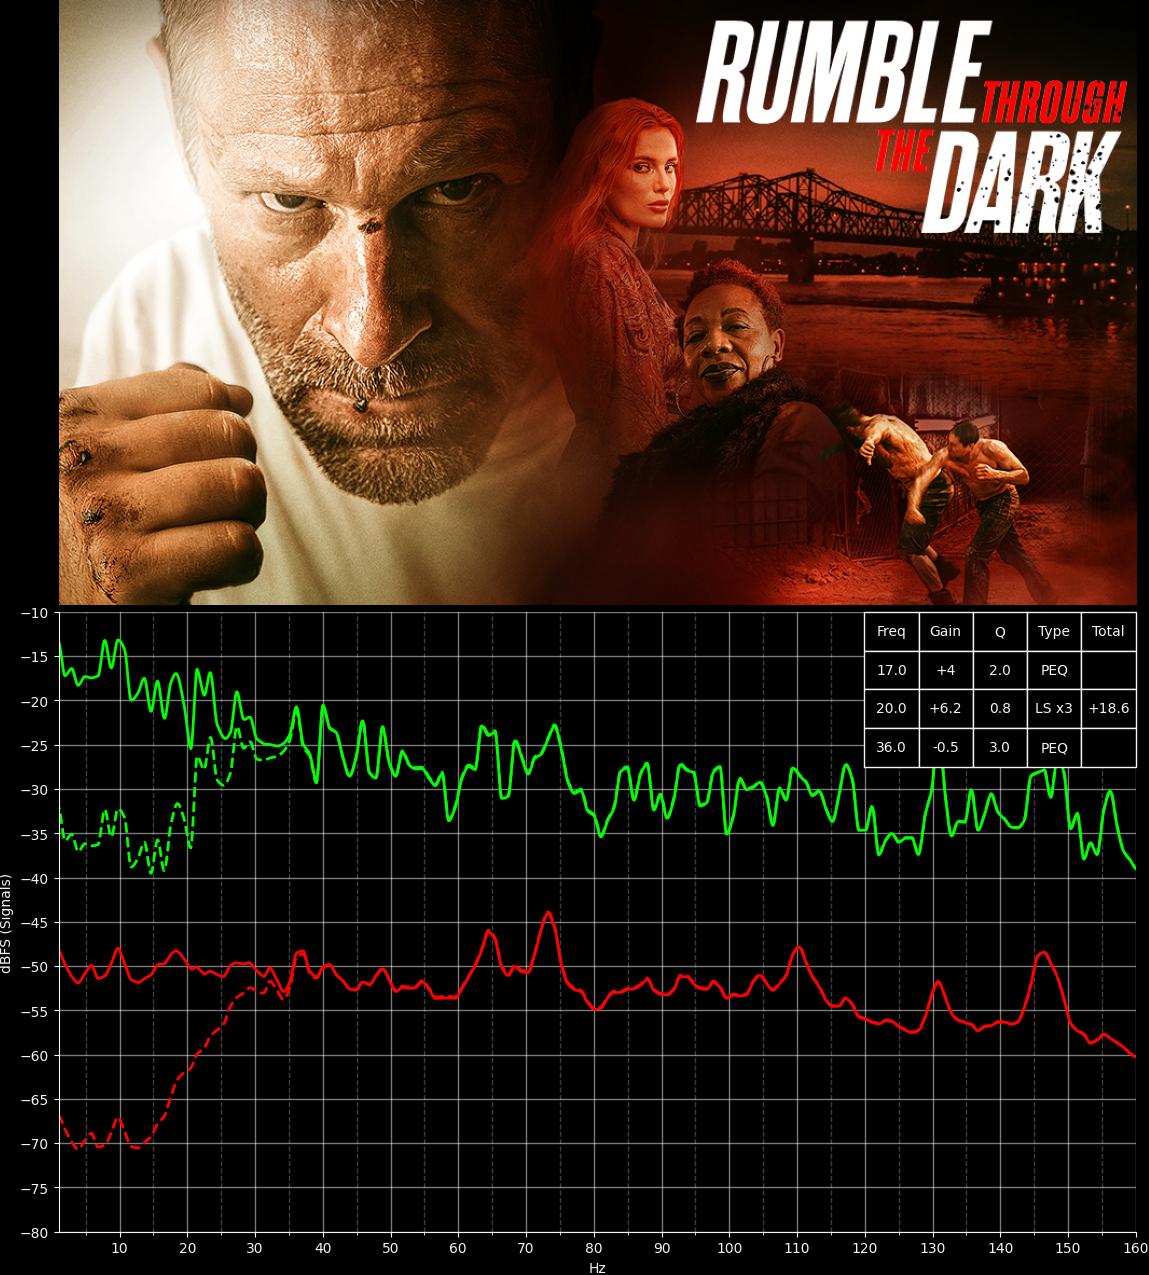 RUMBLE
THROUGH
THE
DARK
Freq Gain Q Type Total
17.0 +4 2.0 PEQ
20.0 +6.2 0.8 LS x3 +18.6
36.0 -0.5 3.0 PEQ
−10
−15
−20
−25
−30
−35
−40
−45
−50
−55
−60
−65
−70
−75
−80
dBFS (Signals)
10 20 30 40 50 60 70 80 90 100 110 120 130 140 150 160
Hz